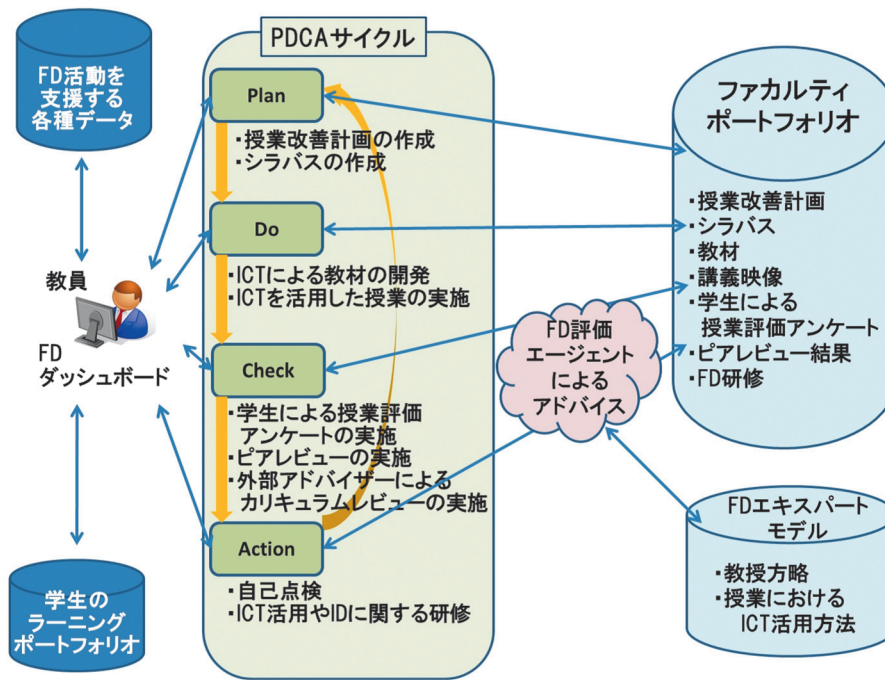 FD活動を
支援する
各種データ
教員
FD
ダッシュボード
学生の
ラーニング
ポートフォリオ
PDCAサイクル
Plan
・授業改善計画の作成
・シラバスの作成
Do
・ICTによる教材の開発
・ICTを活用した授業の実施
Check
・学生による授業評価
アンケートの実施
・ピアレビューの実施
・外部アドバイザーによる
カリキュラムレビューの実施
Action
・自己点検
・ICT活用やIDに関する研修
FD評価
エージェント
による
アドバイス
ファカルティ
ポートフォリオ
・授業改善計画
・シラバス
・教材
・講義映像
・学生による
授業評価アンケート
・ピアレビュー結果
・FD研修
FDエキスパート
モデル
・教授方略
・授業における
ICT活用方法